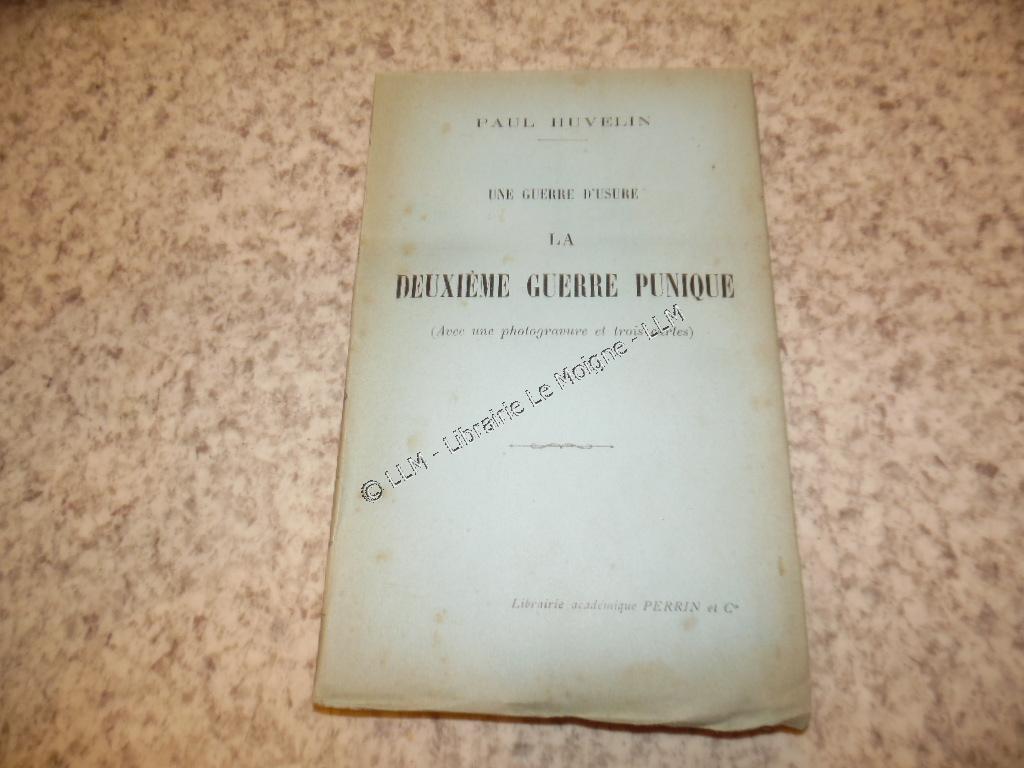 PAUL HUVELIN
UNE GUERRE D'USURE
LA
DEUXIÈME GUERRE PUNIQUE
(Avec une photogravure et trois cartes)
© LLM - Librairie Le Moigne - LLM
Librairie académique PERRIN et Cie